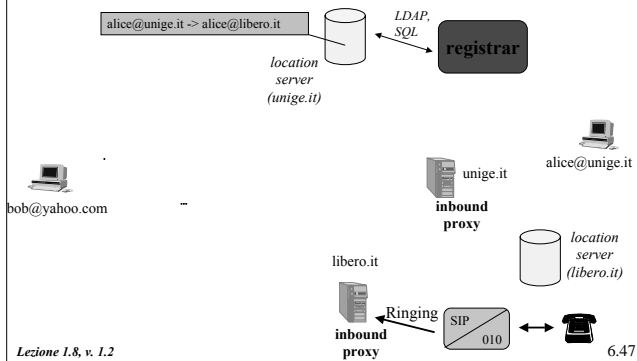 alice@unige.it -> alice@libero.it
LDAP,
SQL
registrar
location
server
(unige.it)
alice@unige.it
unige.it
inbound
proxy
bob@yahoo.com
location
server
(libero.it)
libero.it
inbound
proxy
Ringing
SIP
010
Lezione 1.8, v. 1.2
6.47